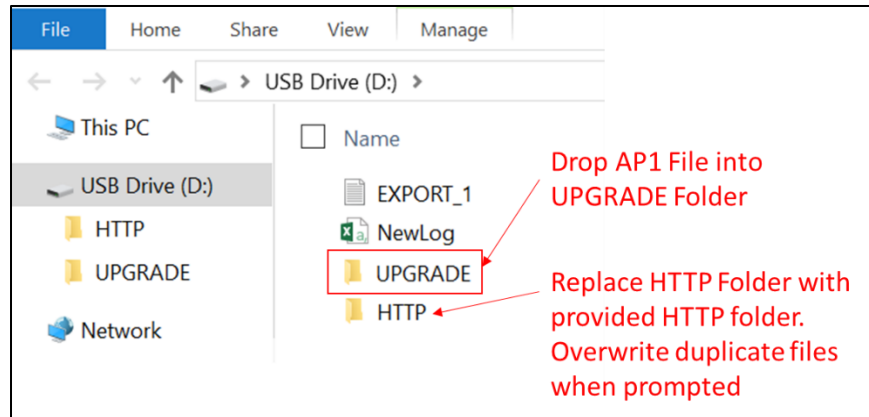 File Home Share View Manage
USB Drive (D:)
This PC
Name
USB Drive (D:)
EXPORT_1
HTTP
NewLog
UPGRADE
UPGRADE
HTTP
Network
Drop AP1 File into
UPGRADE Folder
Replace HTTP Folder with
provided HTTP folder.
Overwrite duplicate files
when prompted